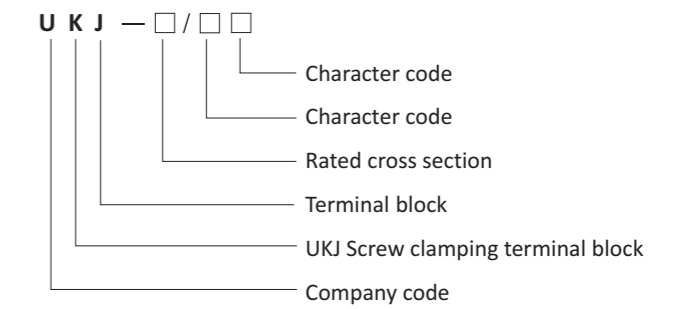 U K J — □ / □ □
Character code
Character code
Rated cross section
Terminal block
UKJ Screw clamping terminal block
Company code